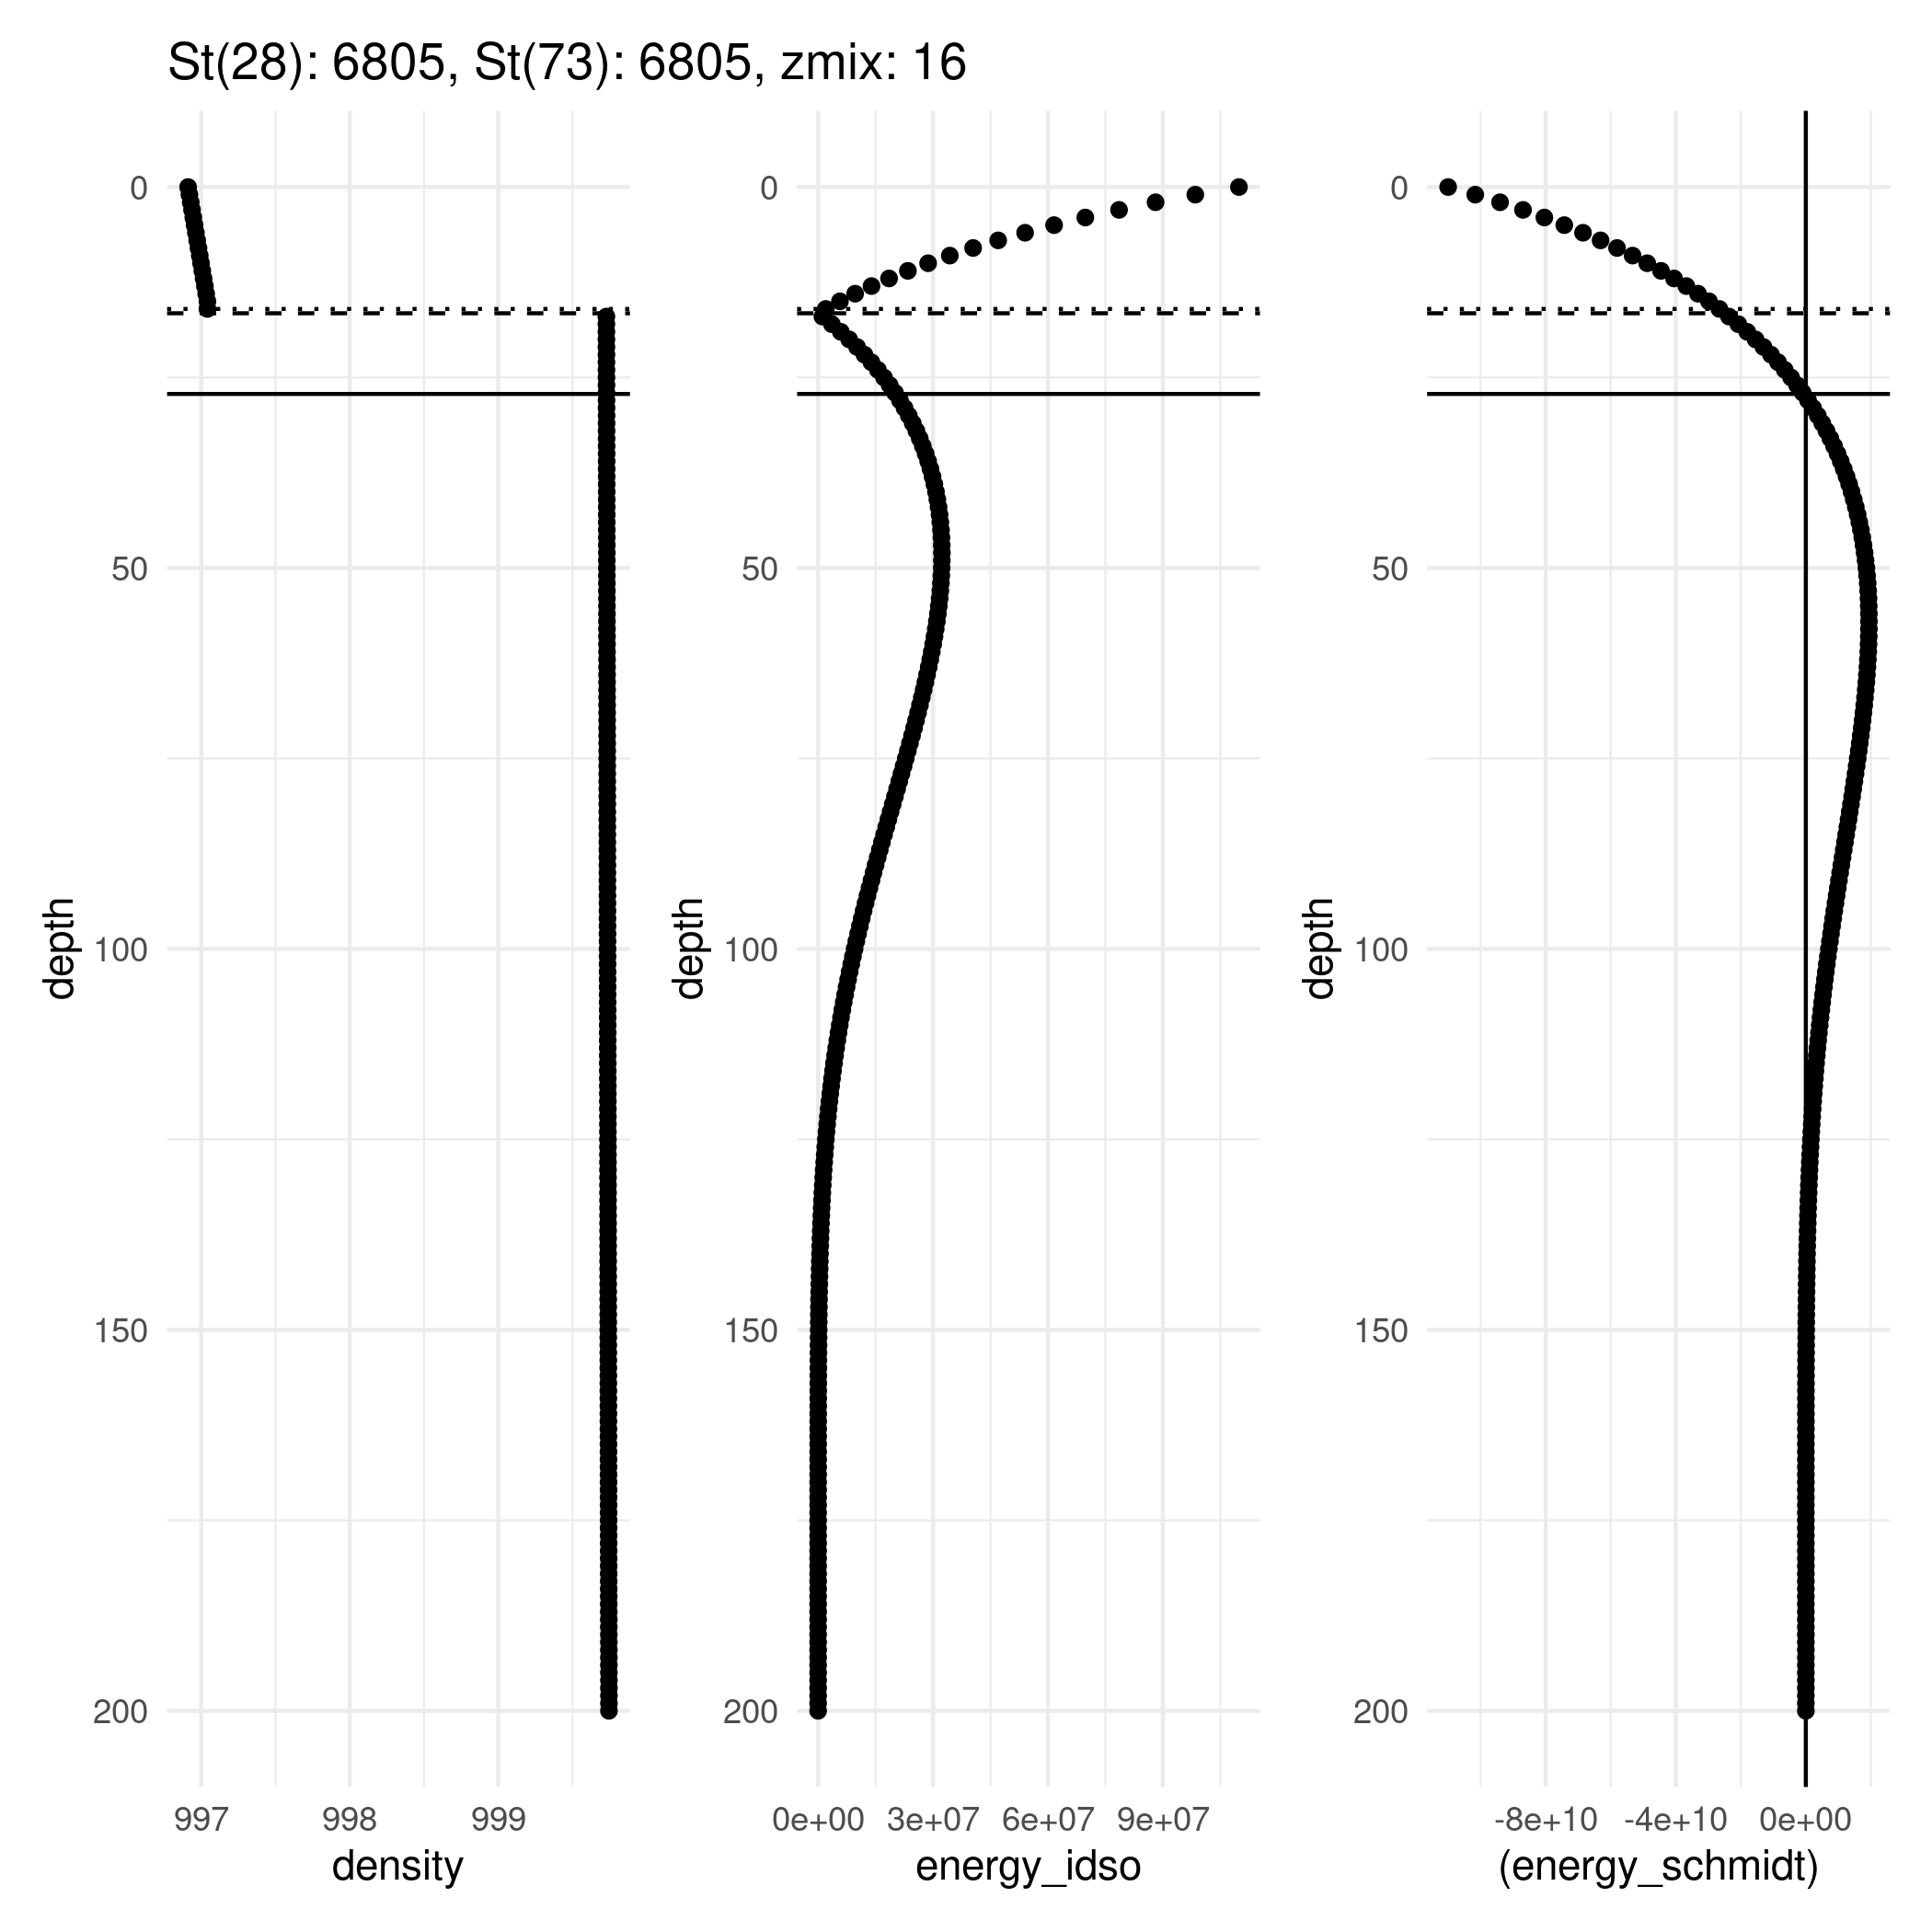 St(28): 6805, St(73): 6805, zmix: 16
depth
0
50
100
150
200
997 998 999
density
depth
0
50
100
150
200
0e+00 3e+07 6e+07 9e+07
energy_idso
depth
0
50
100
150
200
-8e+10 -4e+10 0e+00
(energy_schmidt)